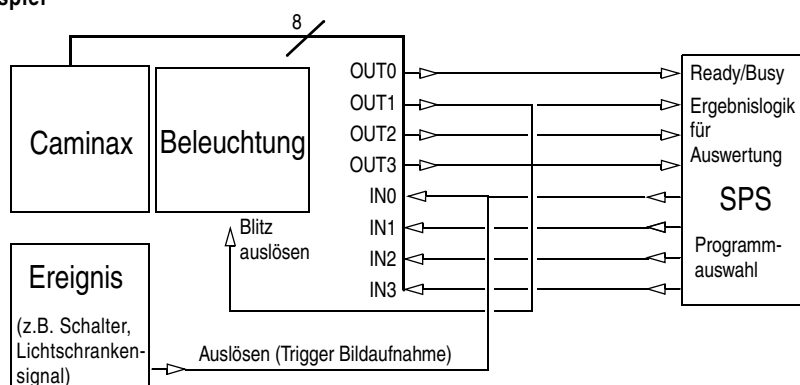 spiel
8
Caminax
Beleuchtung
OUT0
OUT1
OUT2
OUT3
IN0
IN1
IN2
IN3
Ready/Busy
Ergebnislogik
für
Auswertung
SPS
Programm-
auswahl
Blitz
auslösen
Ereignis
(z.B. Schalter,
Lichtschranken-
signal)
Auslösen (Trigger Bildaufnahme)